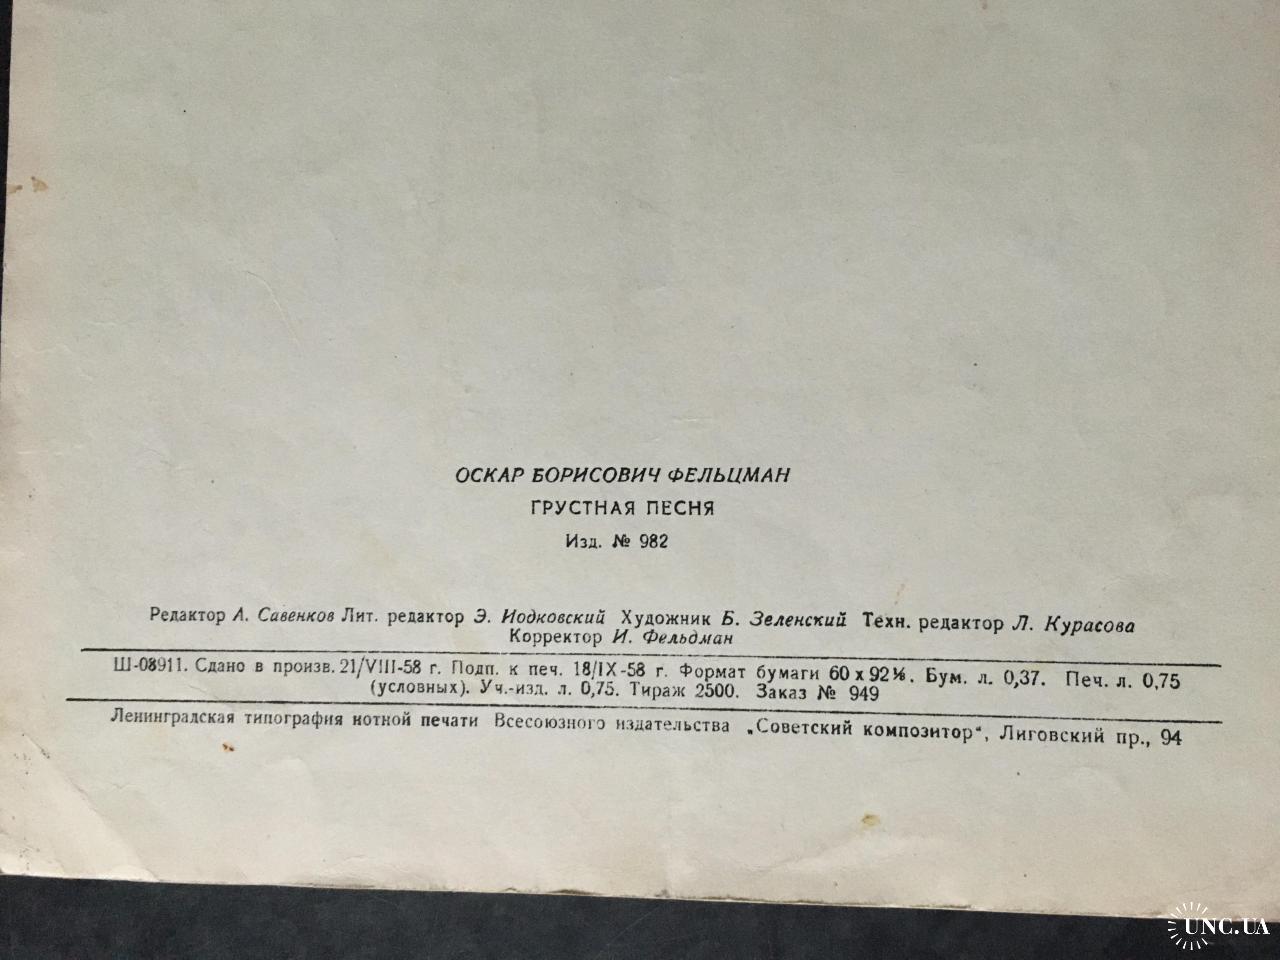 ОСКАР БОРИСОВИЧ ФЕЛЬЦМАН
ГРУСТНАЯ ПЕСНЯ
Изд. № 982
Редактор А. Савенков Лит. редактор Э. Иодковский Художник Б. Зеленский Техн. редактор Л. Курасова
Корректор И. Фельдман
Ш-08911. Сдано в произв. 21/VIII-58 г. Подп. к печ. 18/IX-58 г. Формат бумаги 60 x 92⅛. Бум. л. 0,37. Печ. л. 0,75
(условных). Уч.-изд. л. 0,75. Тираж 2500. Заказ № 949
Ленинградская типография нотной печати Всесоюзного издательства „Советский композитор“, Лиговский пр., 94
UNC.UA